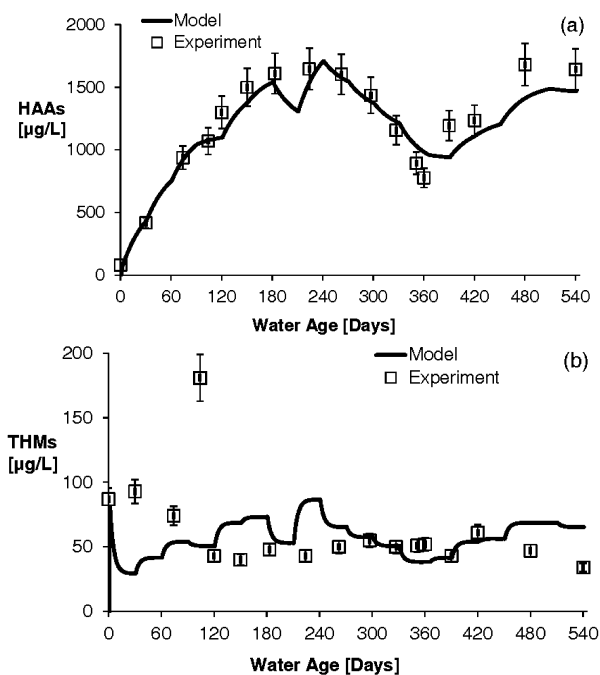 (a)
Model
Experiment
HAAs
[µg/L]
2000
1500
1000
500
0
0 60 120 180 240 300 360 420 480 540
Water Age [Days]
(b)
Model
Experiment
THMs
[µg/L]
200
150
100
50
0
0 60 120 180 240 300 360 420 480 540
Water Age [Days]